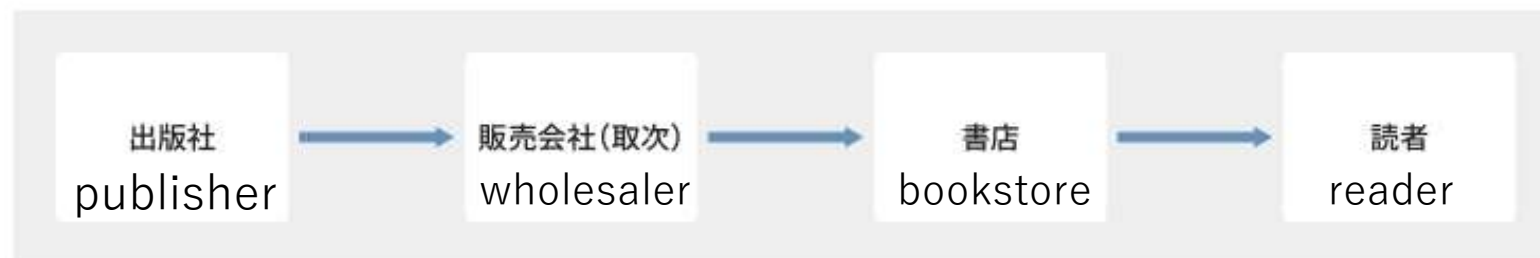 出版社
publisher
販売会社(取次)
wholesaler
書店
bookstore
読者
reader